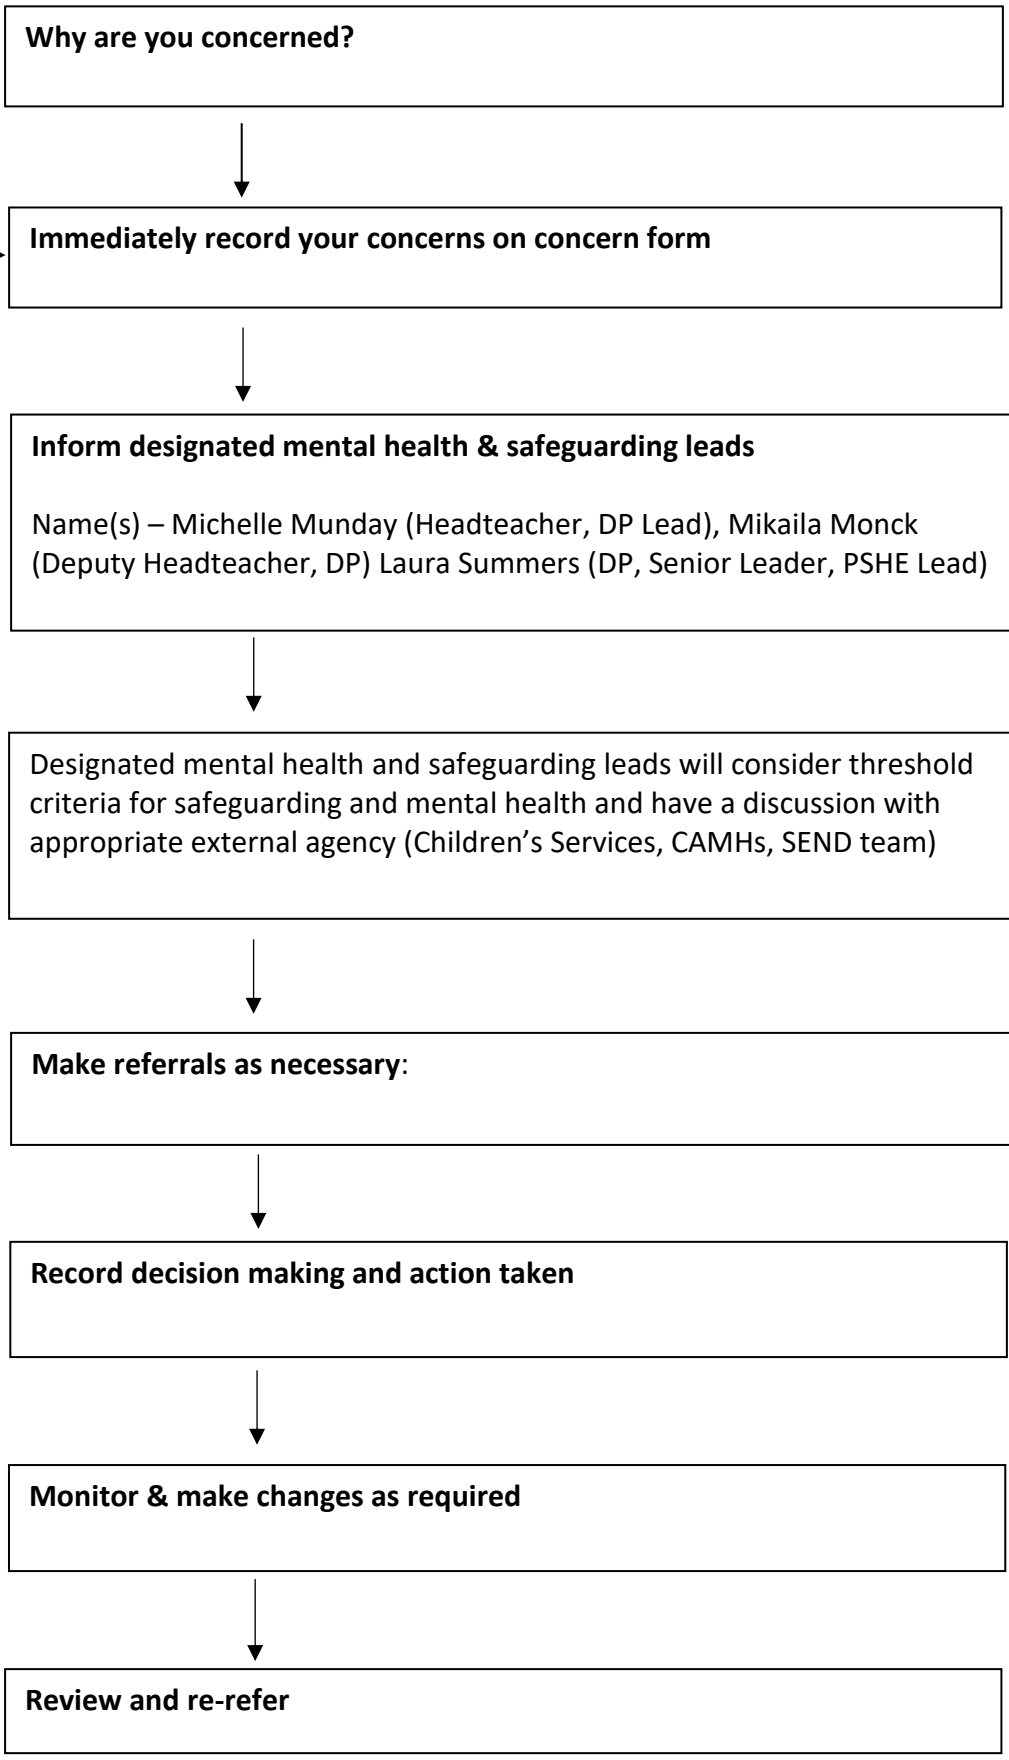 Why are you concerned?
Immediately record your concerns on concern form
Inform designated mental health & safeguarding leads
Name(s) – Michelle Munday (Headteacher, DP Lead), Mikaila Monck
(Deputy Headteacher, DP) Laura Summers (DP, Senior Leader, PSHE Lead)
Designated mental health and safeguarding leads will consider threshold
criteria for safeguarding and mental health and have a discussion with
appropriate external agency (Children’s Services, CAMHs, SEND team)
Make referrals as necessary:
Record decision making and action taken
Monitor & make changes as required
Review and re-refer